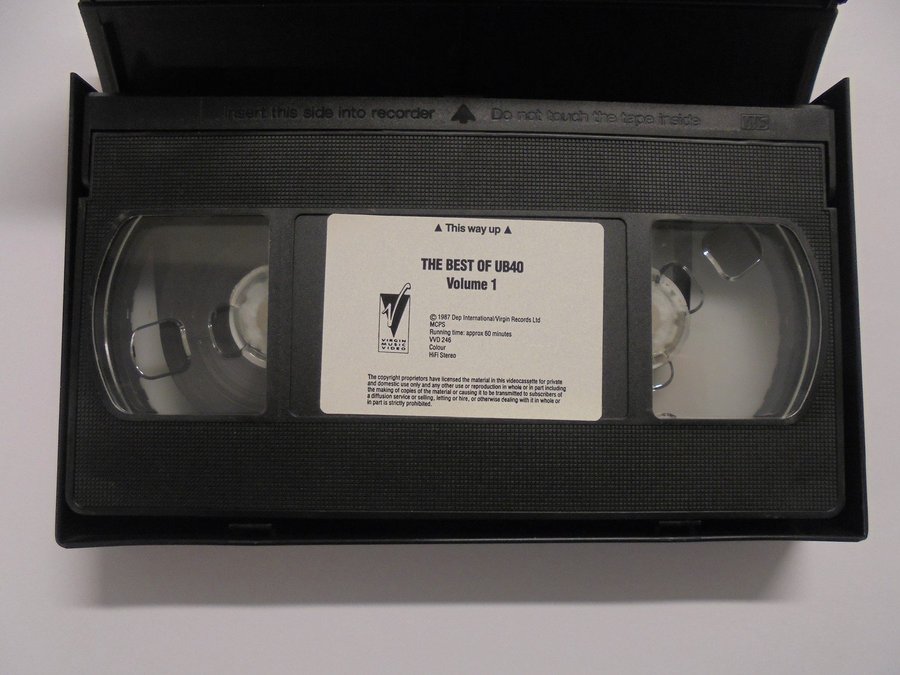 Insert this side into recorder ▲ Do not touch the tape inside VHS
▲ This way up ▲
THE BEST OF UB40
Volume 1
© 1987 Dep International/Virgin Records Ltd
MCPS
Running time: approx 60 minutes
VVD 246
Colour
HiFi Stereo
V
VIRGIN
MUSIC
VIDEO
The copyright proprietors have licensed the material in this videocassette for private
and domestic use only and any other use or reproduction in whole or in part including
the making of copies of the material or causing it to be transmitted to subscribers of
a diffusion service or selling, letting or hire, or otherwise dealing with it in whole or
in part is strictly prohibited.